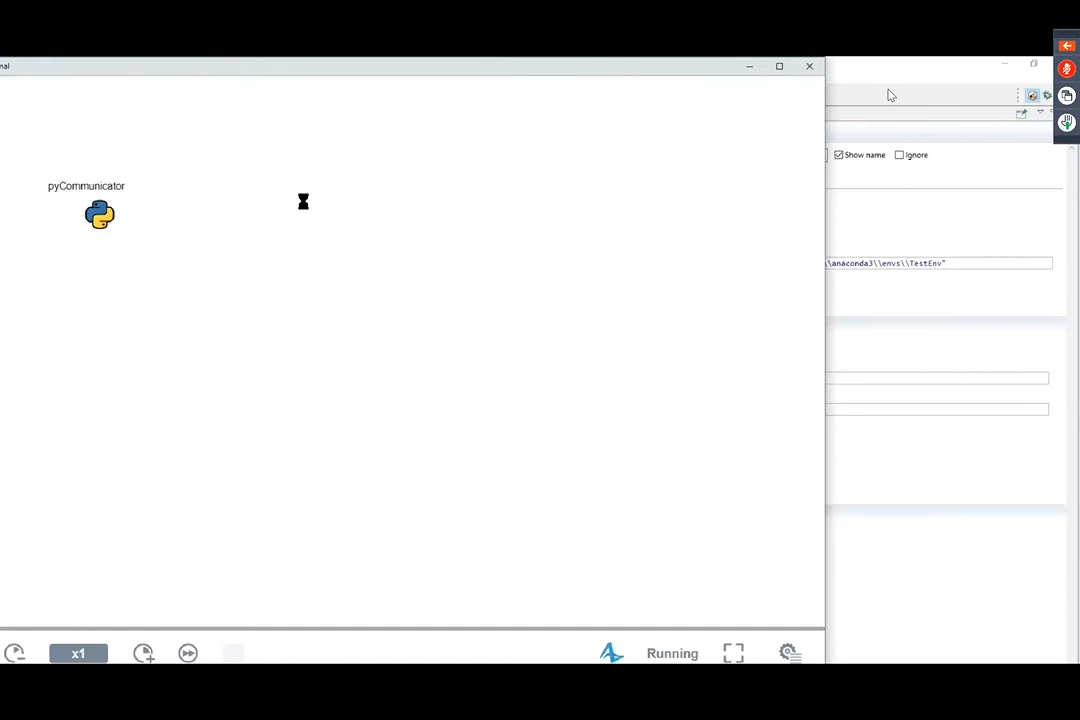 nal
Show name
Ignore
pyCommunicator
\anaconda3\\envs\\TestEnv"
x1
Running